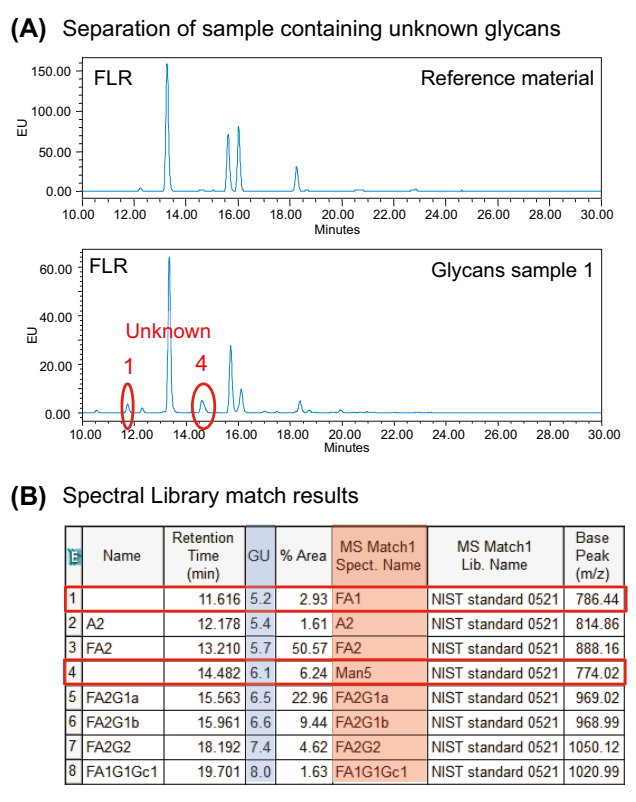 (A) Separation of sample containing unknown glycans
FLR Reference material
150.00
100.00
50.00
0.00
EU
10.00 12.00 14.00 16.00 18.00 20.00 22.00 24.00 26.00 28.00 30.00
Minutes
FLR Glycans sample 1
60.00
40.00
20.00
0.00
EU
Unknown
1 4
10.00 12.00 14.00 16.00 18.00 20.00 22.00 24.00 26.00 28.00 30.00
Minutes
(B) Spectral Library match results
Name Retention Time (min) GU % Area MS Match1 Spect. Name MS Match1 Lib. Name Base Peak (m/z)
1 11.616 5.2 2.93 FA1 NIST standard 0521 786.44
2 A2 12.178 5.4 1.61 A2 NIST standard 0521 814.86
3 FA2 13.210 5.7 50.57 FA2 NIST standard 0521 888.16
4 14.482 6.1 6.24 Man5 NIST standard 0521 774.02
5 FA2G1a 15.563 6.5 22.96 FA2G1a NIST standard 0521 969.02
6 FA2G1b 15.961 6.6 9.44 FA2G1b NIST standard 0521 968.99
7 FA2G2 18.192 7.4 4.62 FA2G2 NIST standard 0521 1050.12
8 FA1G1Gc1 19.701 8.0 1.63 FA1G1Gc1 NIST standard 0521 1020.99